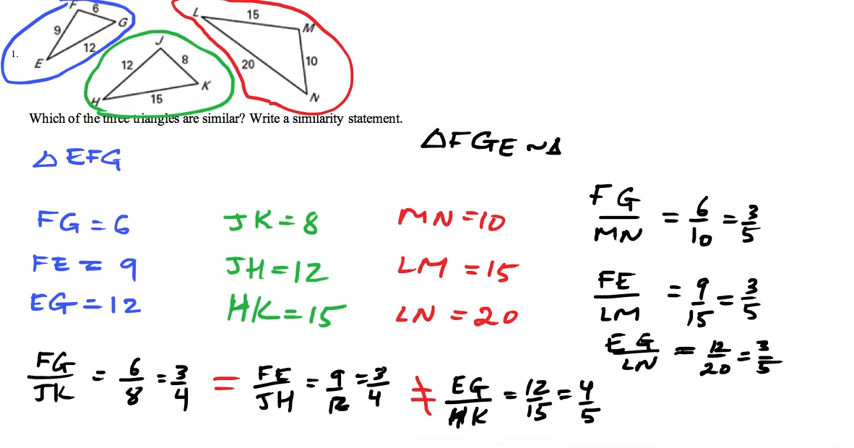 1.
F 6 G
9 12
E
J
12 8
H 15 K
L 15 M
20 10
N
Which of the three triangles are similar? Write a similarity statement.
△FGE ~△
△ EFG
FG = 6
FE = 9
EG = 12
JK = 8
JH = 12
HK = 15
MN = 10
LM = 15
LN = 20
FG/MN = 6/10 = 3/5
FE/LM = 9/15 = 3/5
EG/LN = 12/20 = 3/5
FG/JK = 6/8 = 3/4 = FE/JH = 9/12 = 3/4 ≠ EG/HK = 12/15 = 4/5